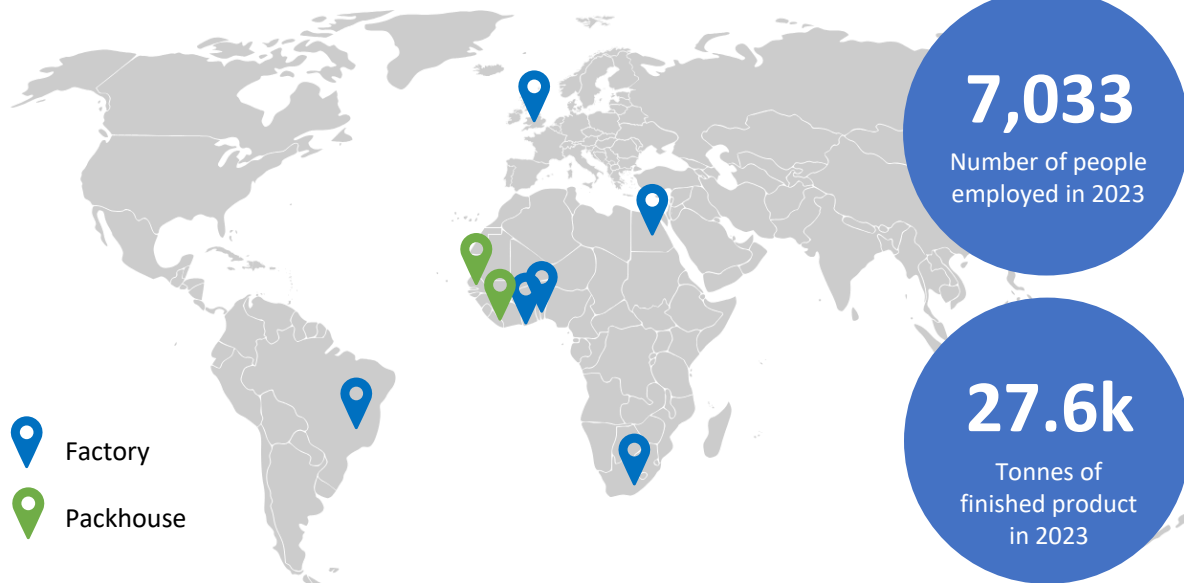 7,033
Number of people
employed in 2023
27.6k
Tonnes of
finished product
in 2023
Factory
Packhouse